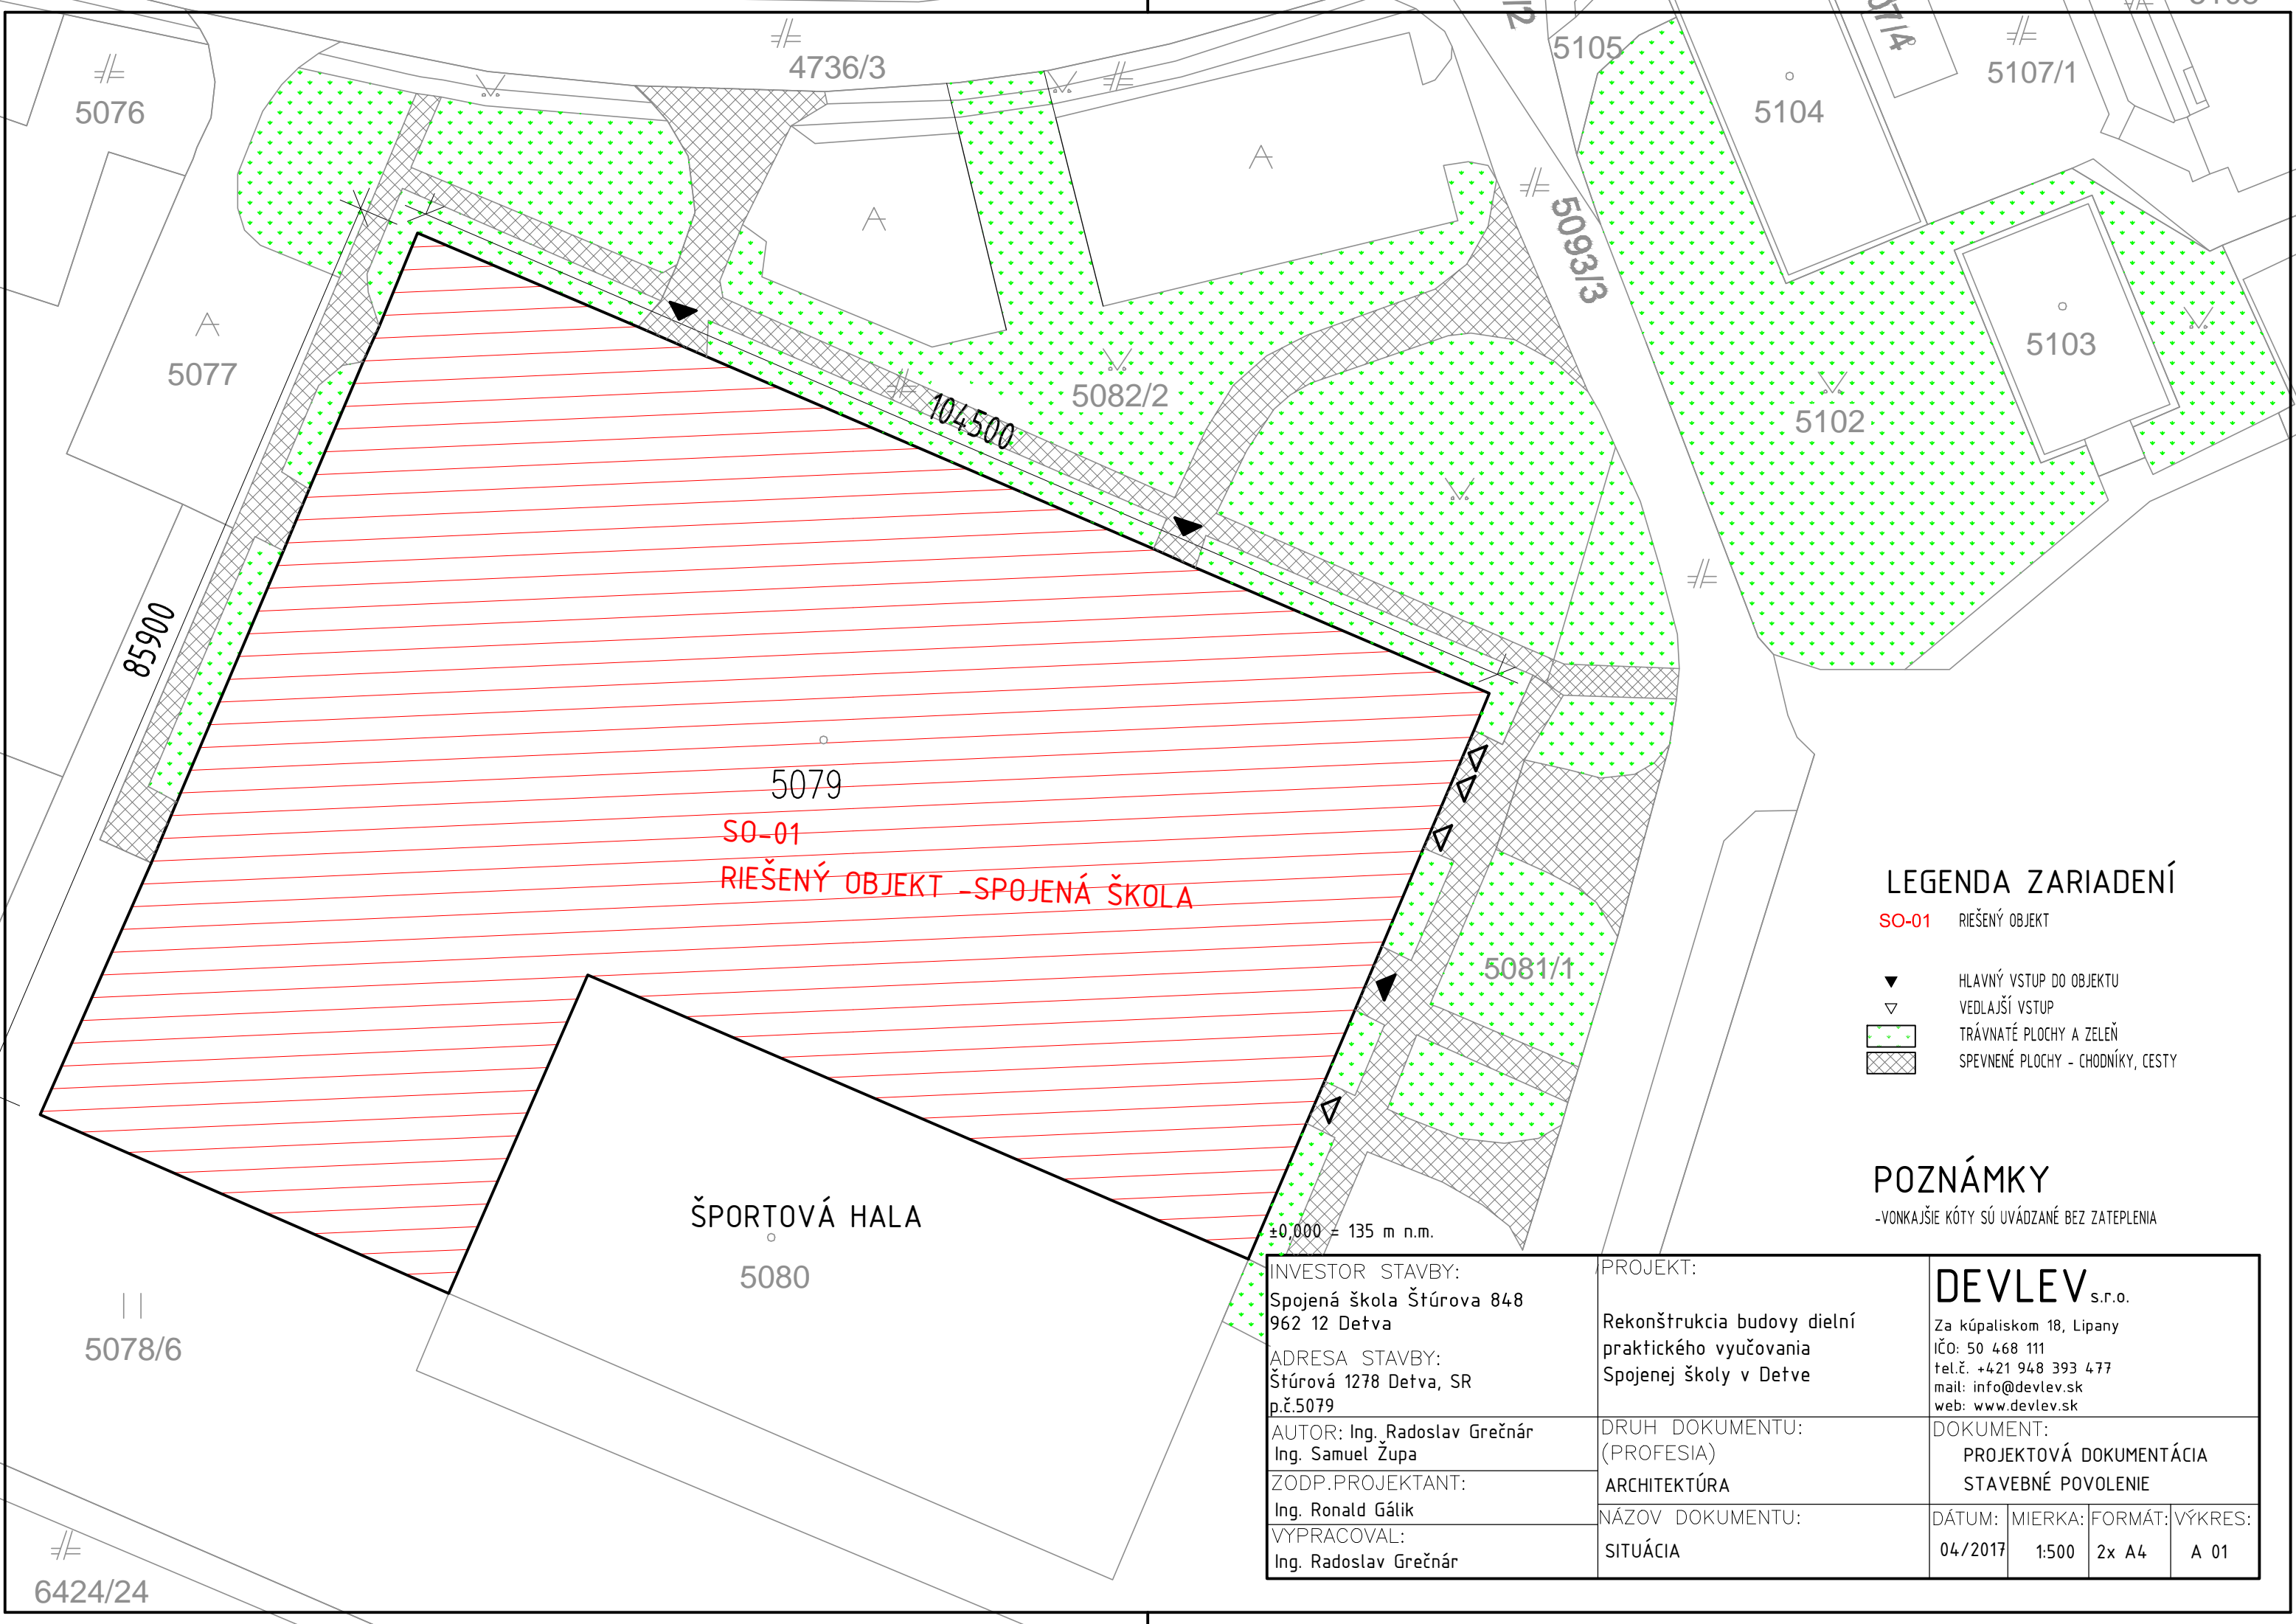 4736/3
5076
5105
5104
5107/1
5093/3
5077
5103
5082/2
5102
104500
85900
5079
SO-01
RIEŠENÝ OBJEKT -SPOJENÁ ŠKOLA
5081/1
ŠPORTOVÁ HALA
5080
5078/6
6424/24
LEGENDA ZARIADENÍ
SO-01 RIEŠENÝ OBJEKT
HLAVNÝ VSTUP DO OBJEKTU
VEDLAJŠÍ VSTUP
TRÁVNATÉ PLOCHY A ZELEŇ
SPEVNENÉ PLOCHY - CHODNÍKY, CESTY
POZNÁMKY
-VONKAJŠIE KÓTY SÚ UVÁDZANÉ BEZ ZATEPLENIA
±0,000 = 135 m n.m.
INVESTOR STAVBY:
Spojená škola Štúrova 848
962 12 Detva
ADRESA STAVBY:
Štúrová 1278 Detva, SR
p.č.5079
AUTOR: Ing. Radoslav Grečnár
Ing. Samuel Župa
ZODP.PROJEKTANT:
Ing. Ronald Gálik
VYPRACOVAL:
Ing. Radoslav Grečnár
PROJEKT:
Rekonštrukcia budovy dielní
praktického vyučovania
Spojenej školy v Detve
DRUH DOKUMENTU:
(PROFESIA)
ARCHITEKTÚRA
NÁZOV DOKUMENTU:
SITUÁCIA
DEVLEV s.r.o.
Za kúpaliskom 18, Lipany
IČO: 50 468 111
tel.č. +421 948 393 477
mail: info@devlev.sk
web: www.devlev.sk
DOKUMENT:
PROJEKTOVÁ DOKUMENTÁCIA
STAVEBNÉ POVOLENIE
DÁTUM: MIERKA: FORMÁT: VÝKRES:
04/2017 1:500 2x A4 A 01